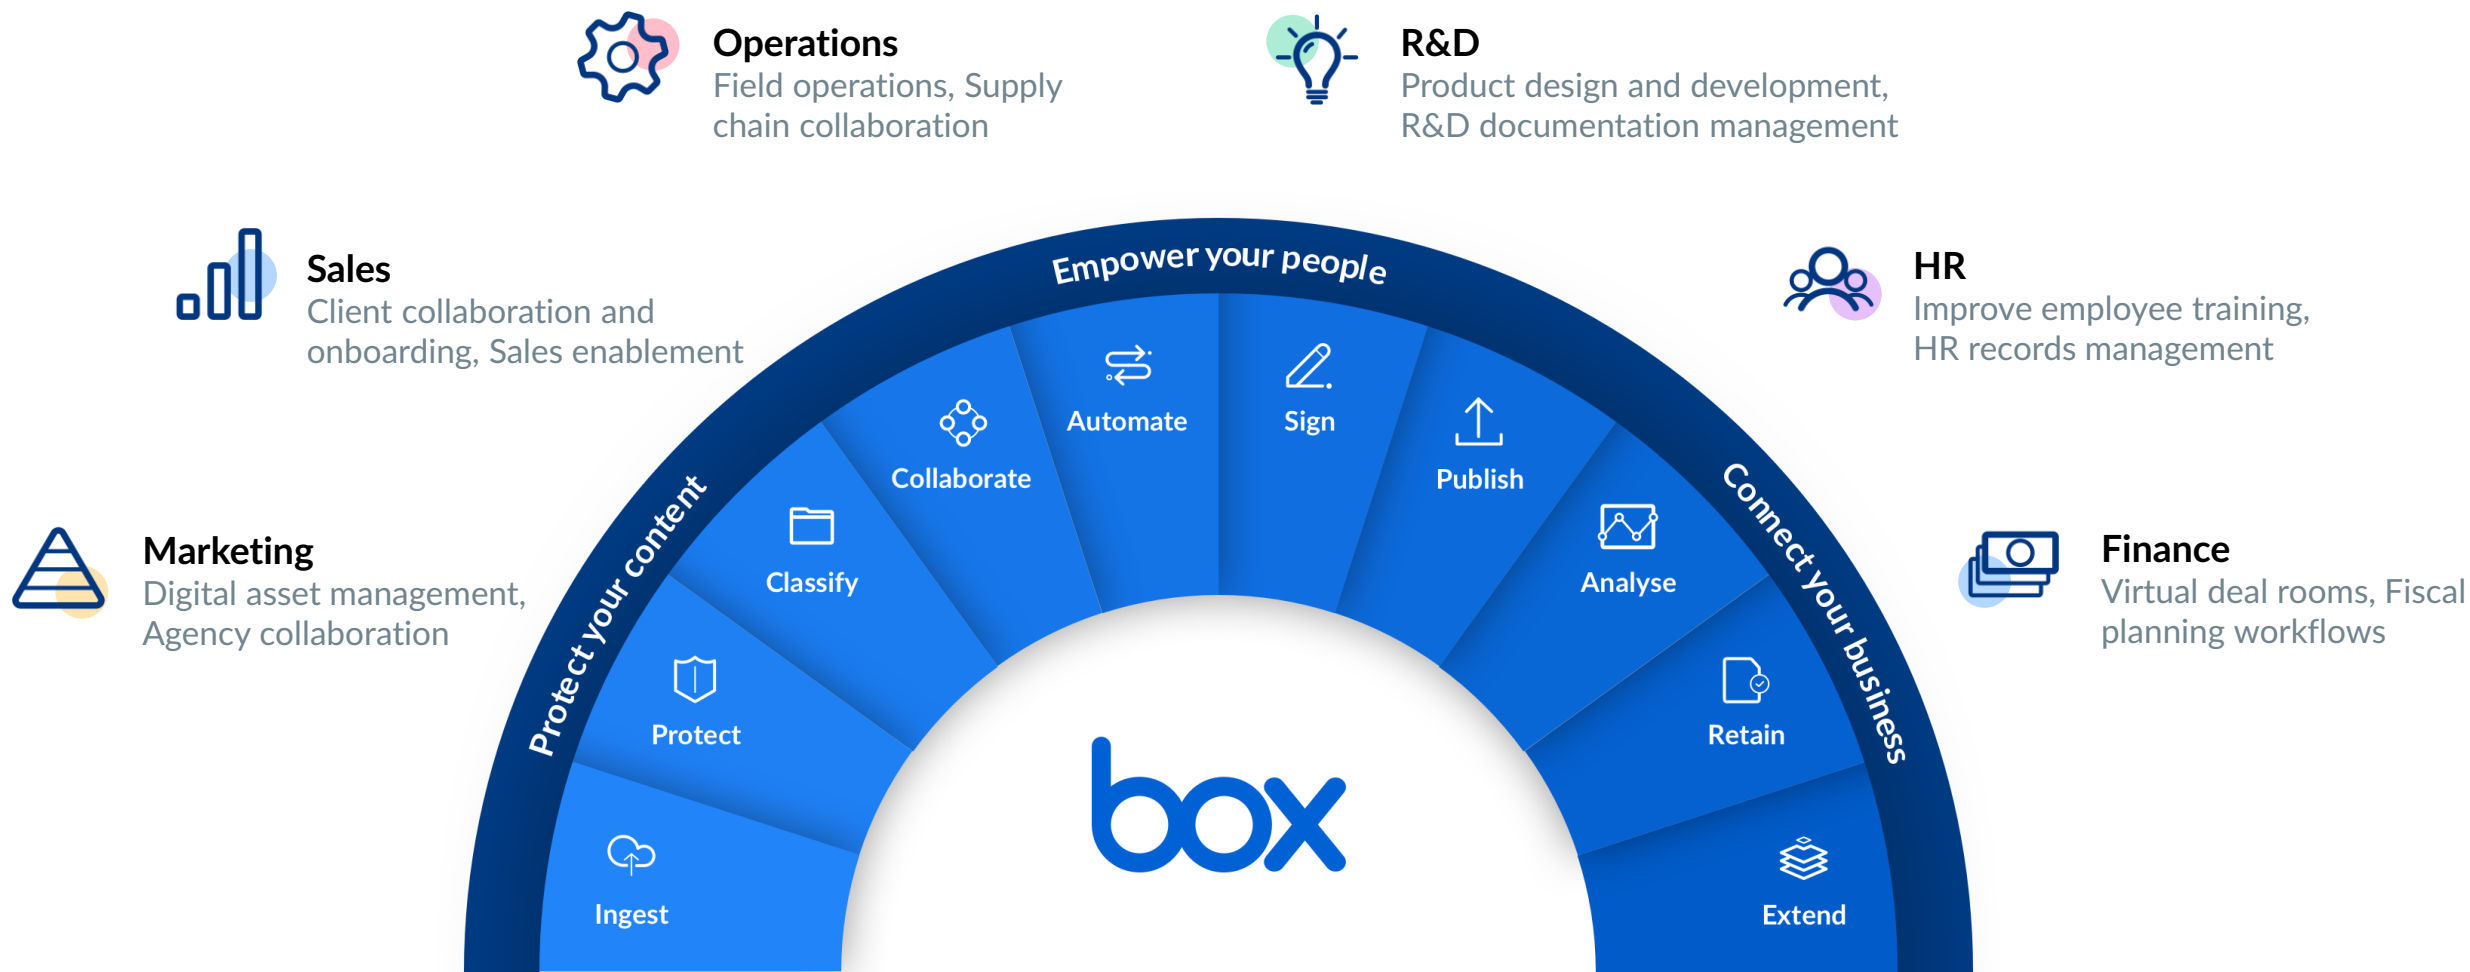 Operations
Field operations, Supply
chain collaboration
R&D
Product design and development,
R&D documentation management
Sales
Client collaboration and
onboarding, Sales enablement
HR
Improve employee training,
HR records management
Marketing
Digital asset management,
Agency collaboration
Finance
Virtual deal rooms, Fiscal
planning workflows
Protect your content
Empower your people
Connect your business
Ingest
Protect
Classify
Collaborate
Automate
Sign
Publish
Analyse
Retain
Extend
box